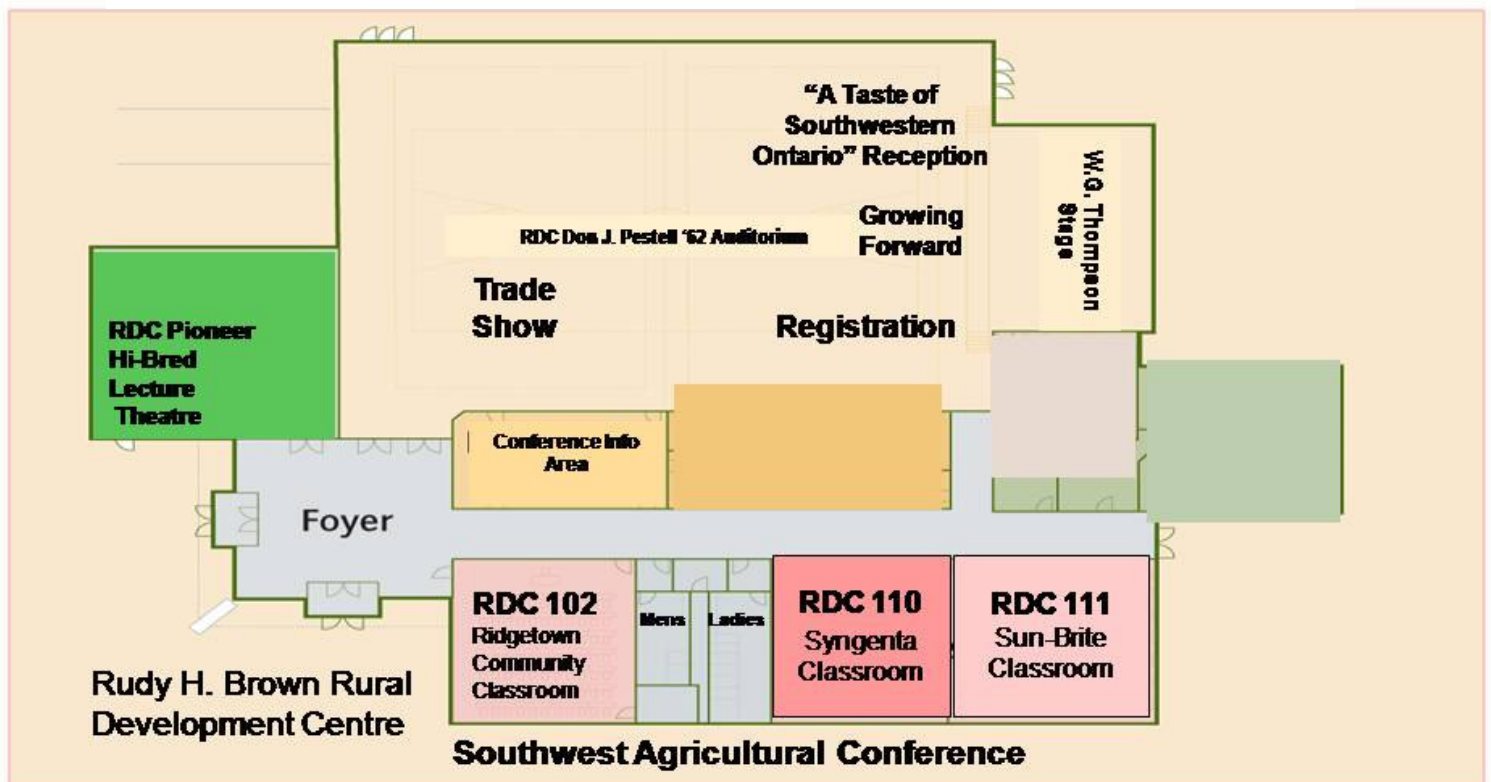 “A Taste of
Southwestern
Ontario” Reception
W.G. Thompson
Stage
Growing
Forward
RDC Don J. Pestell ‘62 Auditorium
Trade
Show
Registration
RDC Pioneer
Hi-Bred
Lecture
Theatre
Conference Info
Area
Foyer
RDC 102
Ridgetown
Community
Classroom
Mens
Ladies
RDC 110
Syngenta
Classroom
RDC 111
Sun-Brite
Classroom
Rudy H. Brown Rural
Development Centre
Southwest Agricultural Conference